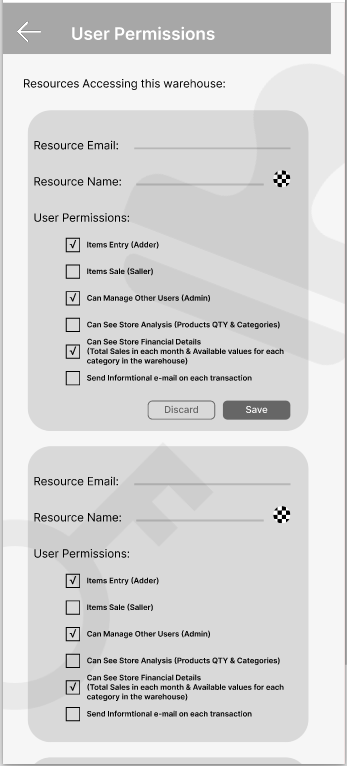 User Permissions
Resources Accessing this warehouse:
Resource Email:
Resource Name:
User Permissions:
√ Items Entry (Adder)
Items Sale (Saller)
√ Can Manage Other Users (Admin)
Can See Store Analysis (Products QTY & Categories)
Can See Store Financial Details
√ (Total Sales in each month & Available values for each
category in the warehouse)
Send Informtional e-mail on each transaction
Discard Save
Resource Email:
Resource Name:
User Permissions:
√ Items Entry (Adder)
Items Sale (Saller)
√ Can Manage Other Users (Admin)
Can See Store Analysis (Products QTY & Categories)
Can See Store Financial Details
√ (Total Sales in each month & Available values for each
category in the warehouse)
Send Informtional e-mail on each transaction